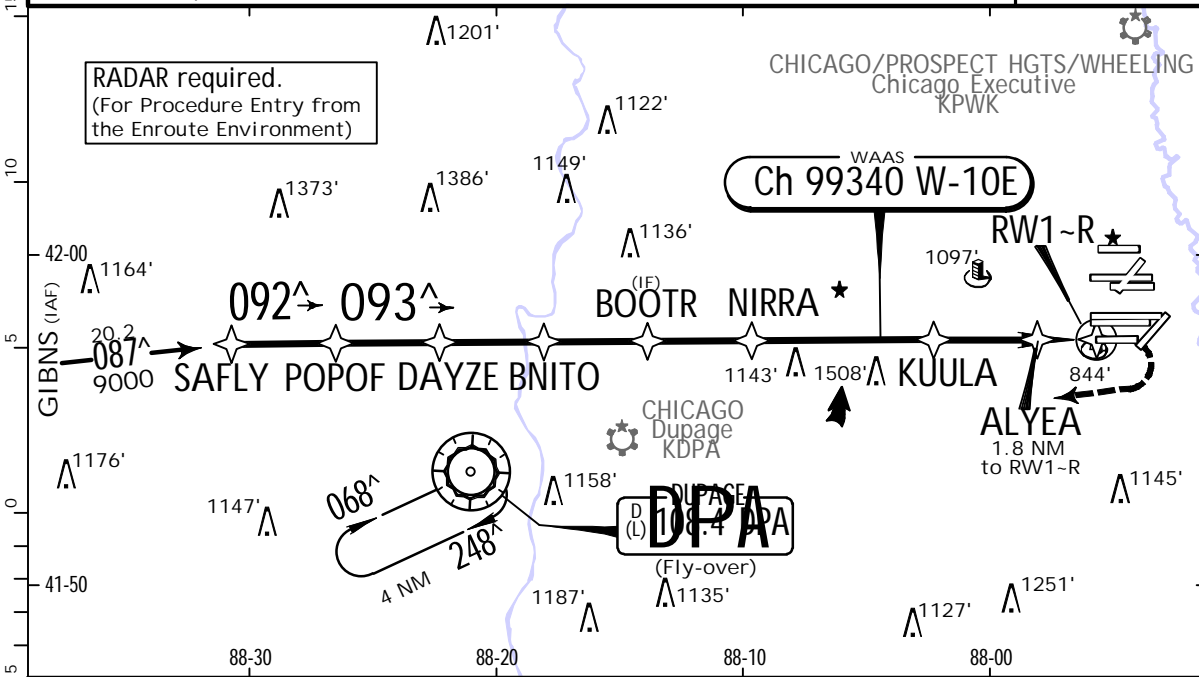 15
1201'
RADAR required.
(For Procedure Entry from
the Enroute Environment)
CHICAGO/PROSPECT HGTS/WHEELING
Chicago Executive
KPWK
1122'
1149'
WAAS
Ch 99340 W-10E
10
1373'
1386'
1136'
RW1~R
42-00
1164'
1097'
(IF)
BOOTR
NIRRA
092^
093^
GIBNS (IAF)
5
20.2
087^
9000
SAFLY
POPOF
DAYZE
BNITO
1143'
1508'
KUULA
844'
ALYEA
1.8 NM
to RW1~R
CHICAGO
Dupage
KDPA
1176'
1158'
1145'
068^
1147'
0
248^
4 NM
DUPAGE
D
(L)
108.4 DPA
DPA
(Fly-over)
41-50
1187'
1135'
1127'
1251'
5
88-30
88-20
88-10
88-00